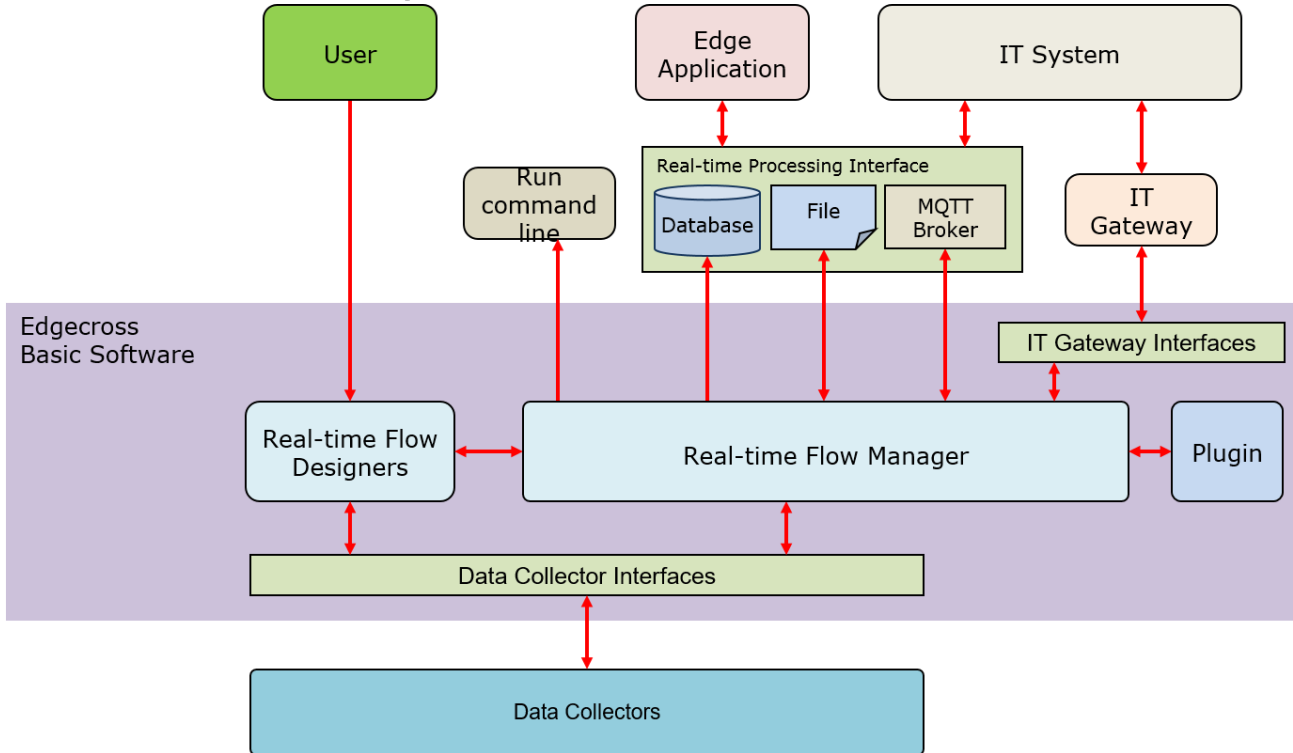 User
Edge
Application
IT System
Run
command
line
Real-time Processing Interface
Database
File
MQTT
Broker
IT
Gateway
Edgecross
Basic Software
IT Gateway Interfaces
Real-time Flow
Designers
Real-time Flow Manager
Plugin
Data Collector Interfaces
Data Collectors